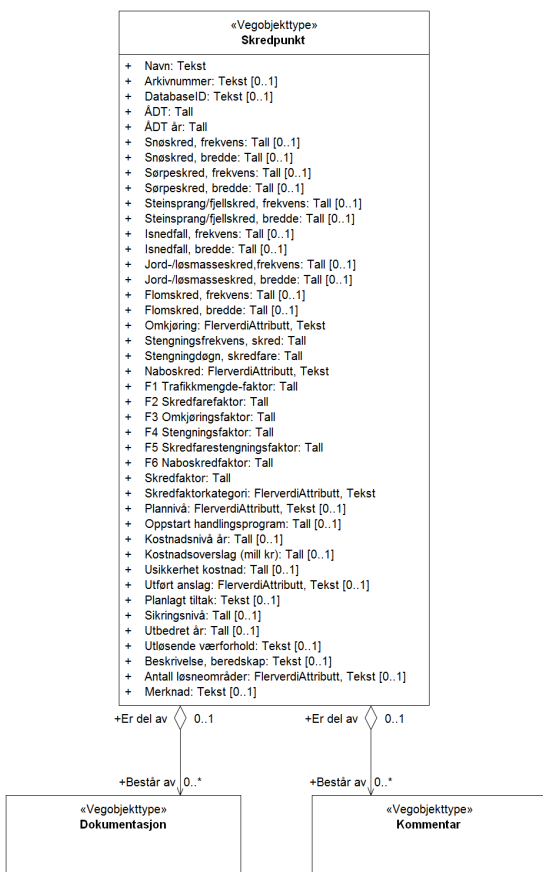 «Vegobjekttype»
Skredpunkt
+ Navn: Tekst
+ Arkivnummer: Tekst [0..1]
+ DatabaseID: Tekst [0..1]
+ ÅDT: Tall
+ ÅDT år: Tall
+ Snøskred, frekvens: Tall [0..1]
+ Snøskred, bredde: Tall [0..1]
+ Sørpeskred, frekvens: Tall [0..1]
+ Sørpeskred, bredde: Tall [0..1]
+ Steinsprang/fjellskred, frekvens: Tall [0..1]
+ Steinsprang/fjellskred, bredde: Tall [0..1]
+ Isnedfall, frekvens: Tall [0..1]
+ Isnedfall, bredde: Tall [0..1]
+ Jord-/løsmasseskred,frekvens: Tall [0..1]
+ Jord-/løsmasseskred, bredde: Tall [0..1]
+ Flomskred, frekvens: Tall [0..1]
+ Flomskred, bredde: Tall [0..1]
+ Omkjøring: FlerverdiAttributt, Tekst
+ Stengningsfrekvens, skred: Tall
+ Stengningdøgn, skredfare: Tall
+ Naboskred: FlerverdiAttributt, Tekst
+ F1 Trafikkmengde-faktor: Tall
+ F2 Skredfarefaktor: Tall
+ F3 Omkjøringsfaktor: Tall
+ F4 Stengningsfaktor: Tall
+ F5 Skredfarestengningsfaktor: Tall
+ F6 Naboskredfaktor: Tall
+ Skredfaktor: Tall
+ Skredfaktorkategori: FlerverdiAttributt, Tekst
+ Plannivå: FlerverdiAttributt, Tekst [0..1]
+ Oppstart handlingsprogram: Tall [0..1]
+ Kostnadsnivå år: Tall [0..1]
+ Kostnadsoverslag (mill kr): Tall [0..1]
+ Usikkerhet kostnad: Tall [0..1]
+ Utført anslag: FlerverdiAttributt, Tekst [0..1]
+ Planlagt tiltak: Tekst [0..1]
+ Sikringsnivå: Tall [0..1]
+ Utbedret år: Tall [0..1]
+ Utløsende værforhold: Tekst [0..1]
+ Beskrivelse, beredskap: Tekst [0..1]
+ Antall løsneområder: FlerverdiAttributt, Tekst [0..1]
+ Merknad: Tekst [0..1]
+Er del av 0..1 +Er del av 0..1
+Består av 0..* +Består av 0..*
«Vegobjekttype»
Dokumentasjon
«Vegobjekttype»
Kommentar